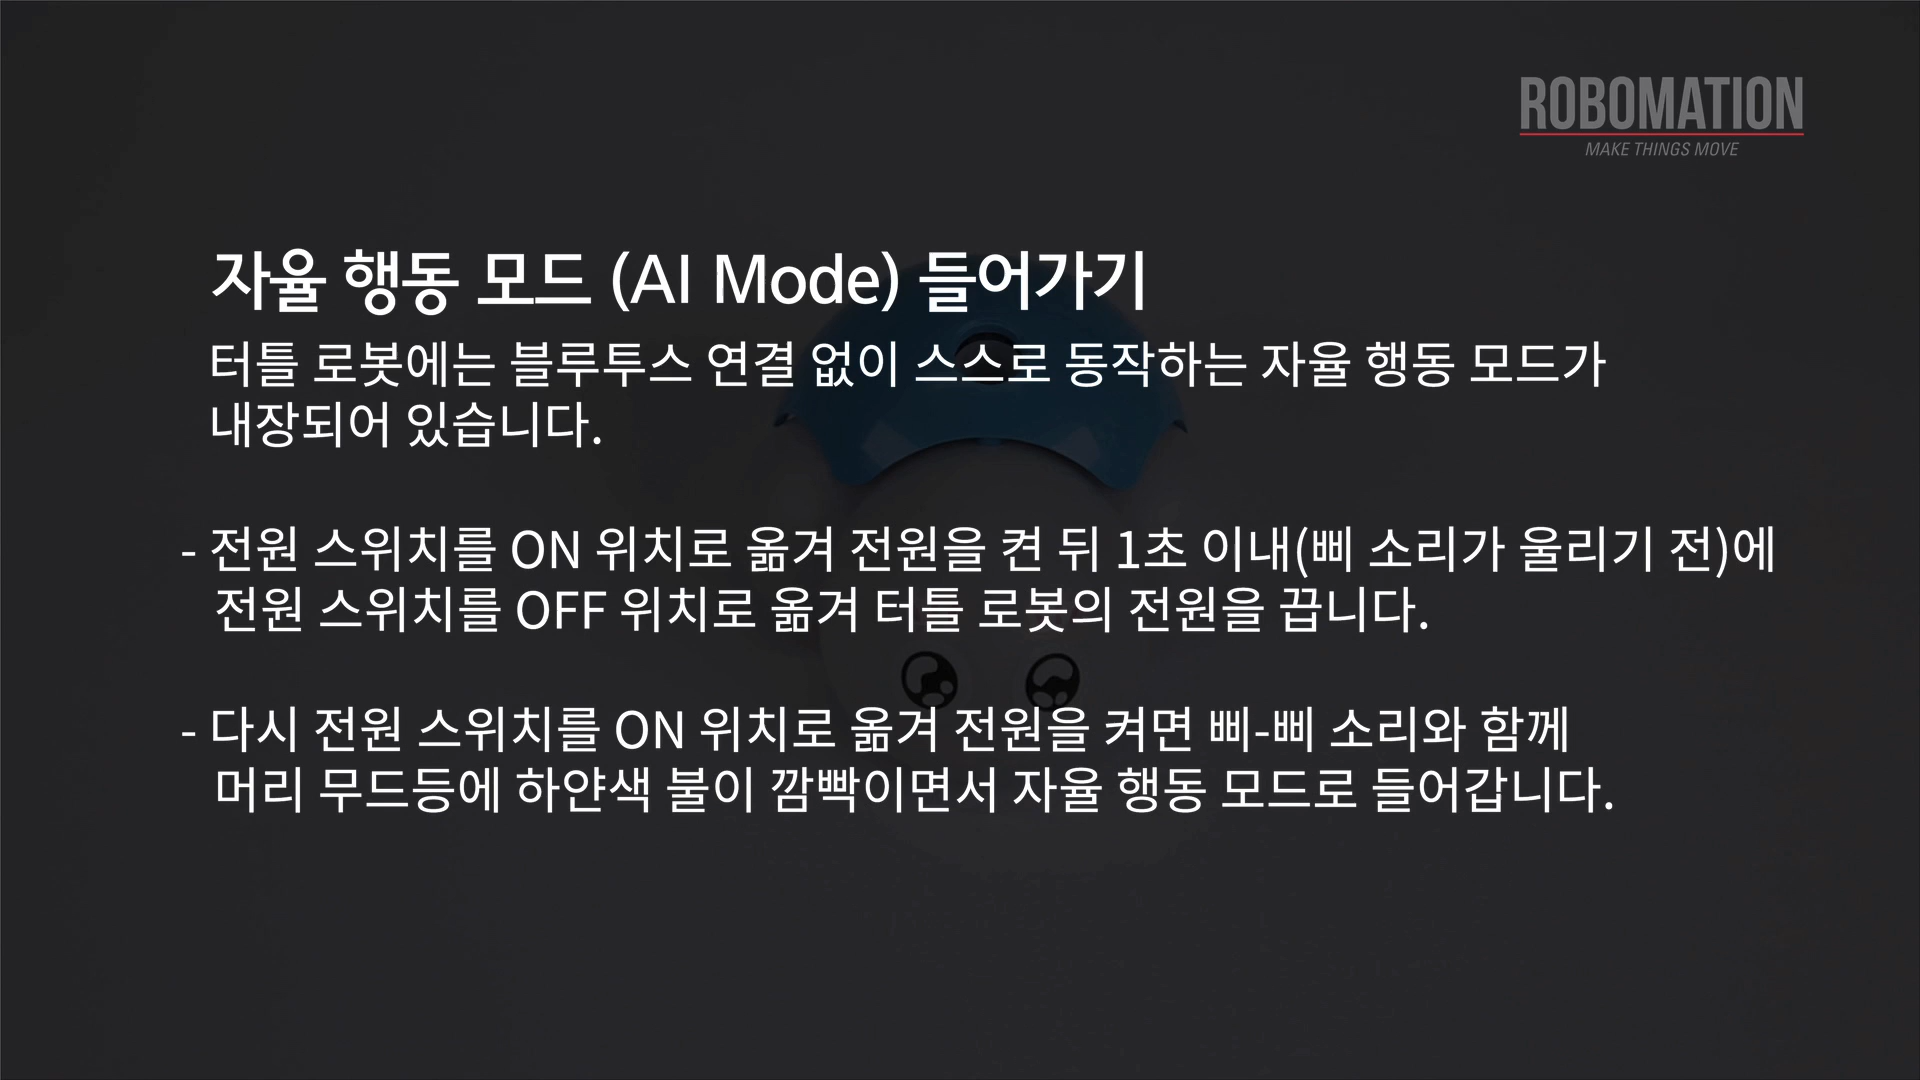 ROBOMATION
MAKE THINGS MOVE
자율 행동 모드 (AI Mode) 들어가기
터틀 로봇에는 블루투스 연결 없이 스스로 동작하는 자율 행동 모드가
내장되어 있습니다.
- 전원 스위치를 ON 위치로 옮겨 전원을 켠 뒤 1초 이내(삐 소리가 울리기 전)에
전원 스위치를 OFF 위치로 옮겨 터틀 로봇의 전원을 끕니다.
- 다시 전원 스위치를 ON 위치로 옮겨 전원을 켜면 삐-삐 소리와 함께
머리 무드등에 하얀색 불이 깜빡이면서 자율 행동 모드로 들어갑니다.